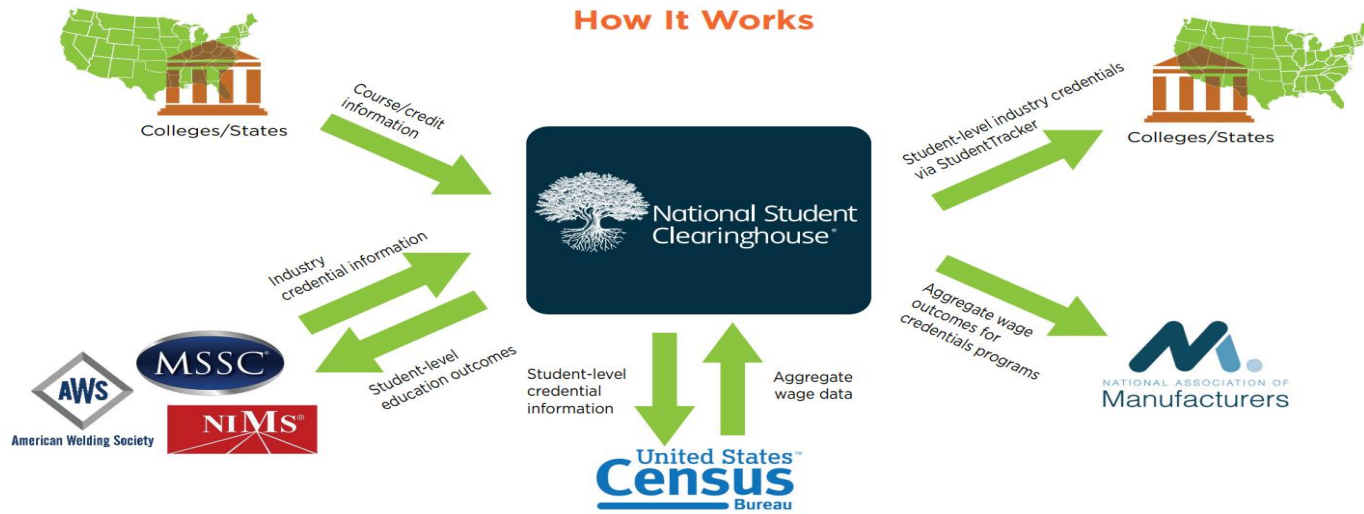 How It Works
Colleges/States
Course/credit
information
National Student
Clearinghouse®
Student-level industry credentials
via StudentTracker
Colleges/States
Industry
credential information
Student-level
education outcomes
MSSC®
AWS
American Welding Society
NIMS®
Student-level
credential
information
Aggregate
wage data
United States™
Census
Bureau
Aggregate wage
outcomes for
credentials programs
NATIONAL ASSOCIATION OF
Manufacturers